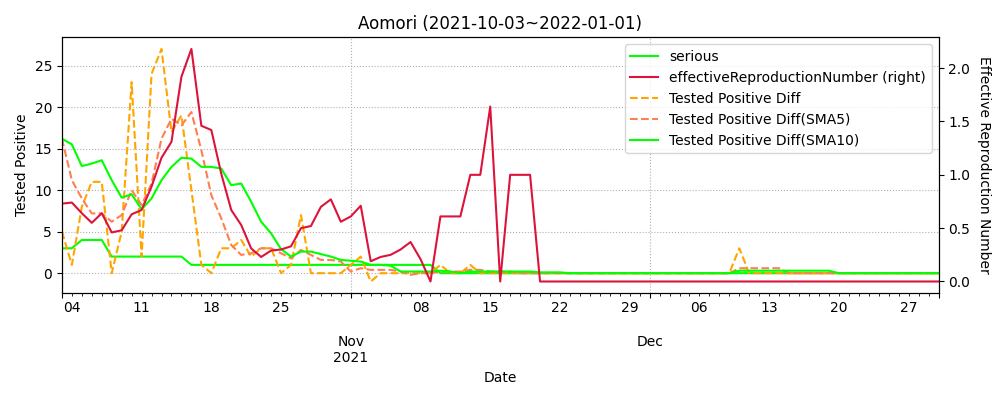 Aomori (2021-10-03~2022-01-01)
serious
effectiveReproductionNumber (right)
Tested Positive Diff
Tested Positive Diff(SMA5)
Tested Positive Diff(SMA10)
Tested Positive
25
20
15
10
5
0
Effective Reproduction Number
2.0
1.5
1.0
0.5
0.0
04 11 18 25 08 15 22 29 06 13 20 27
Nov Dec
2021
Date